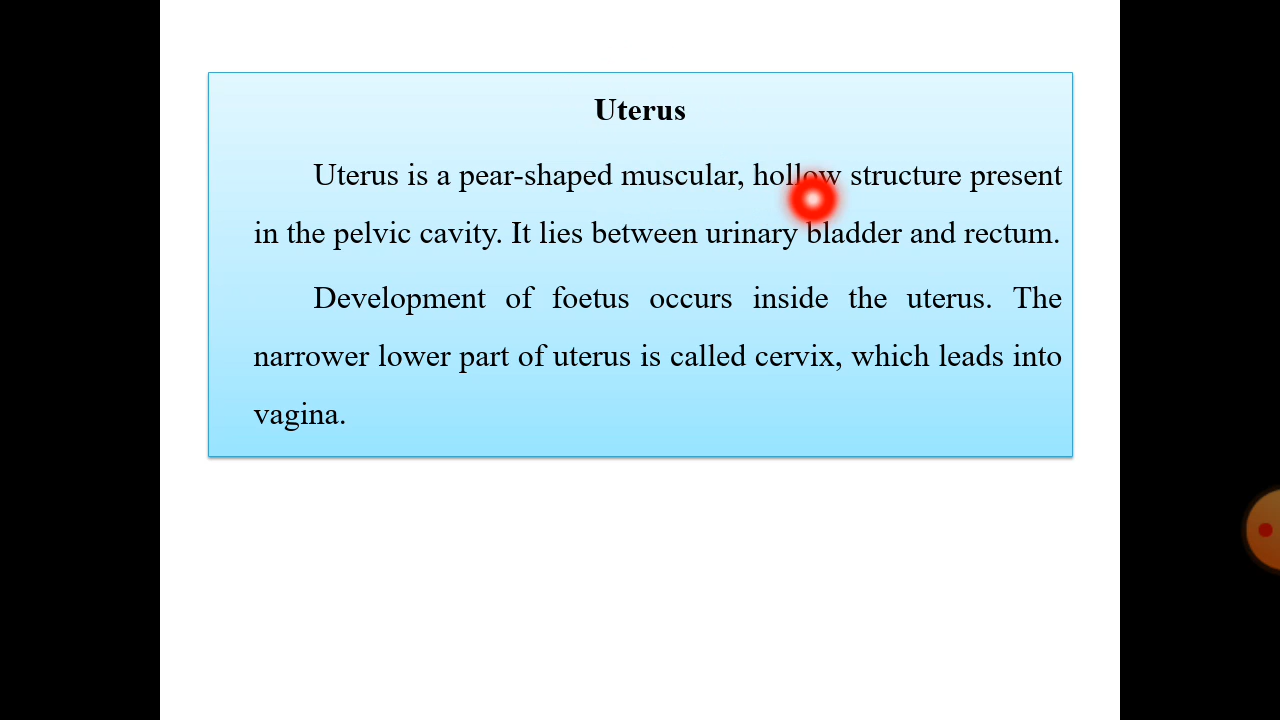 Uterus
Uterus is a pear-shaped muscular, hollow structure present
in the pelvic cavity. It lies between urinary bladder and rectum.
Development of foetus occurs inside the uterus. The
narrower lower part of uterus is called cervix, which leads into
vagina.